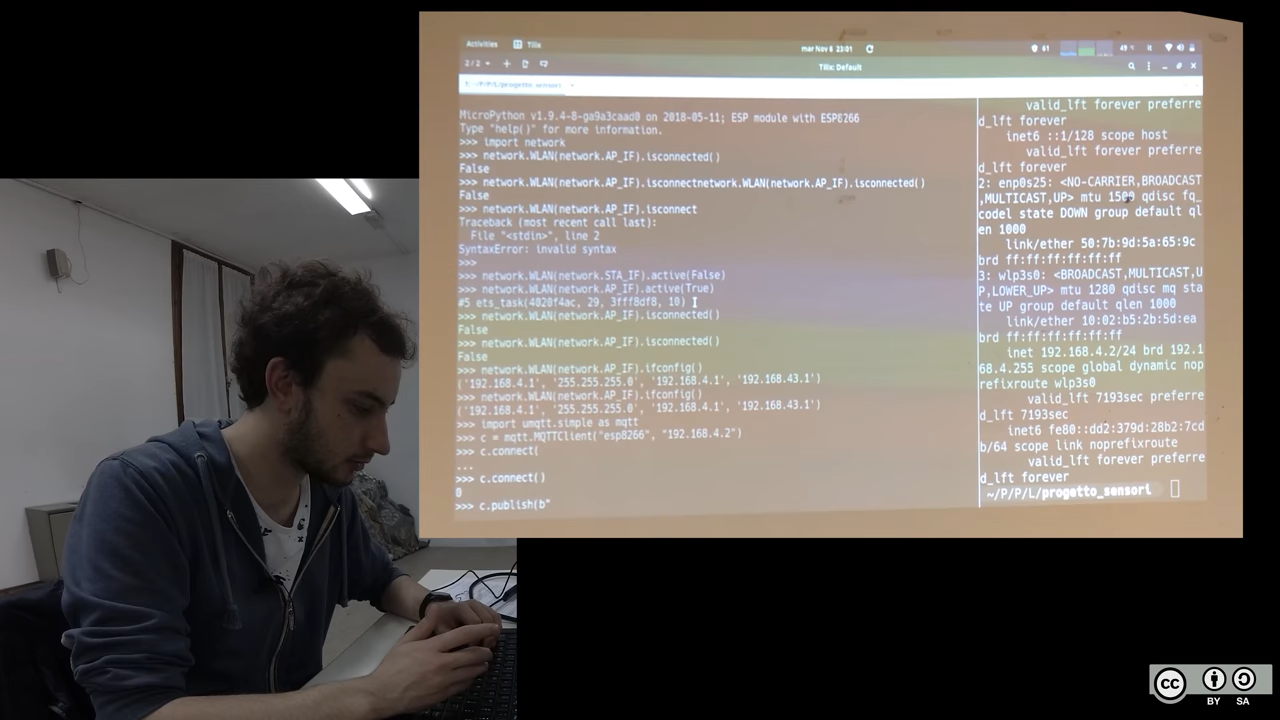 Activities Tilix mar Nov 6 23:01 61 49 it
2/2 Tilix: Default
1: ~/P/P/L/progetto_sensori
MicroPython v1.9.4-8-ga9a3caad0 on 2018-05-11; ESP module with ESP8266
Type "help()" for more information.
>>> import network
>>> network.WLAN(network.AP_IF).isconnected()
False
>>> network.WLAN(network.AP_IF).isconnectnetwork.WLAN(network.AP_IF).isconnected()
False
>>> network.WLAN(network.AP_IF).isconnect
Traceback (most recent call last):
File "<stdin>", line 2
SyntaxError: invalid syntax
>>>
>>> network.WLAN(network.STA_IF).active(False)
>>> network.WLAN(network.AP_IF).active(True)
#5 ets_task(4020f4ac, 29, 3fff8df8, 10)
>>> network.WLAN(network.AP_IF).isconnected()
False
>>> network.WLAN(network.AP_IF).isconnected()
False
>>> network.WLAN(network.AP_IF).ifconfig()
('192.168.4.1', '255.255.255.0', '192.168.4.1', '192.168.43.1')
>>> network.WLAN(network.AP_IF).ifconfig()
('192.168.4.1', '255.255.255.0', '192.168.4.1', '192.168.43.1')
>>> import umqtt.simple as mqtt
>>> c = mqtt.MQTTClient("esp8266", "192.168.4.2")
>>> c.connect(
...
>>> c.connect()
0
>>> c.publish(b"
valid_lft forever preferre
d_lft forever
inet6 ::1/128 scope host
valid_lft forever preferre
d_lft forever
2: enp0s25: <NO-CARRIER,BROADCAST
,MULTICAST,UP> mtu 1500 qdisc fq_
codel state DOWN group default ql
en 1000
link/ether 50:7b:9d:5a:65:9c
brd ff:ff:ff:ff:ff:ff
3: wlp3s0: <BROADCAST,MULTICAST,U
P,LOWER_UP> mtu 1280 qdisc mq sta
te UP group default qlen 1000
link/ether 10:02:b5:2b:5d:ea
brd ff:ff:ff:ff:ff:ff
inet 192.168.4.2/24 brd 192.1
68.4.255 scope global dynamic nop
refixroute wlp3s0
valid_lft 7193sec preferre
d_lft 7193sec
inet6 fe80::dd2:379d:28b2:7cd
b/64 scope link noprefixroute
valid_lft forever preferre
d_lft forever
~/P/P/L/progetto_sensori
cc BY SA